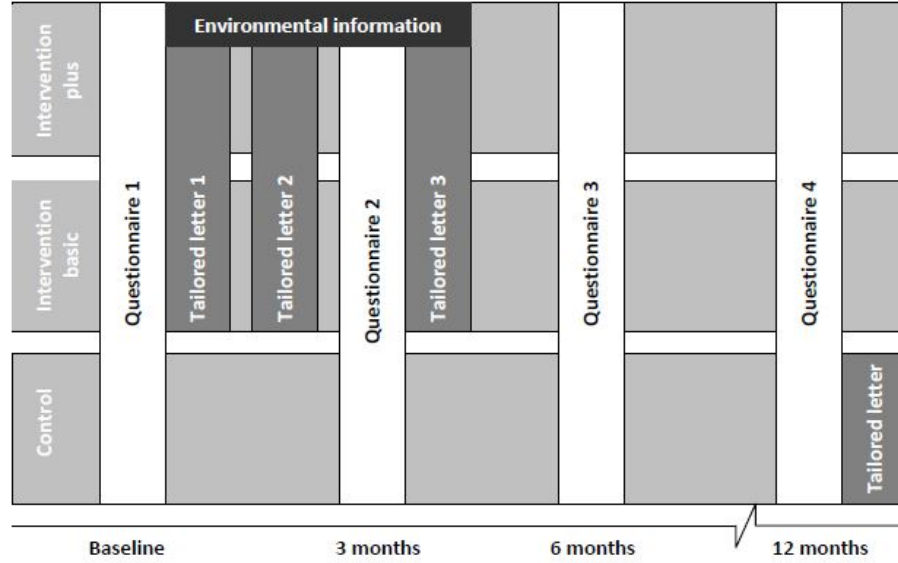 Environmental information
Intervention
plus
Intervention
basic
Control
Questionnaire 1
Tailored letter 1
Tailored letter 2
Questionnaire 2
Tailored letter 3
Questionnaire 3
Questionnaire 4
Tailored letter
Baseline
3 months
6 months
12 months